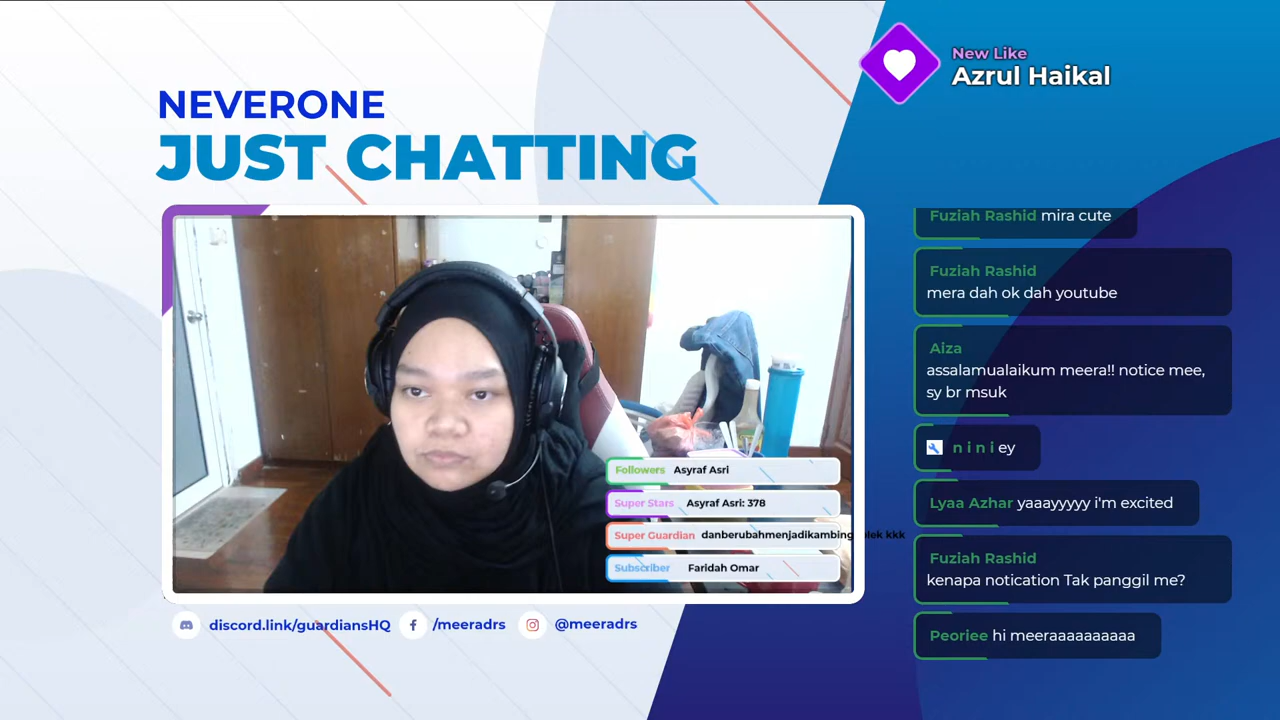 New Like
Azrul Haikal
NEVERONE
JUST CHATTING
Fuziah Rashid mira cute
Fuziah Rashid
mera dah ok dah youtube
Aiza
assalamualaikum meera!! notice mee,
sy br msuk
n i n i ey
Lyaa Azhar yaaayyyyy i'm excited
Fuziah Rashid
kenapa notication Tak panggil me?
Peoriee hi meeraaaaaaaaaa
Followers Asyraf Asri
Super Stars Asyraf Asri: 378
Super Guardian danberubahmenjadikambing lek kkk
Subscriber Faridah Omar
discord.link/guardiansHQ /meeradrs @meeradrs